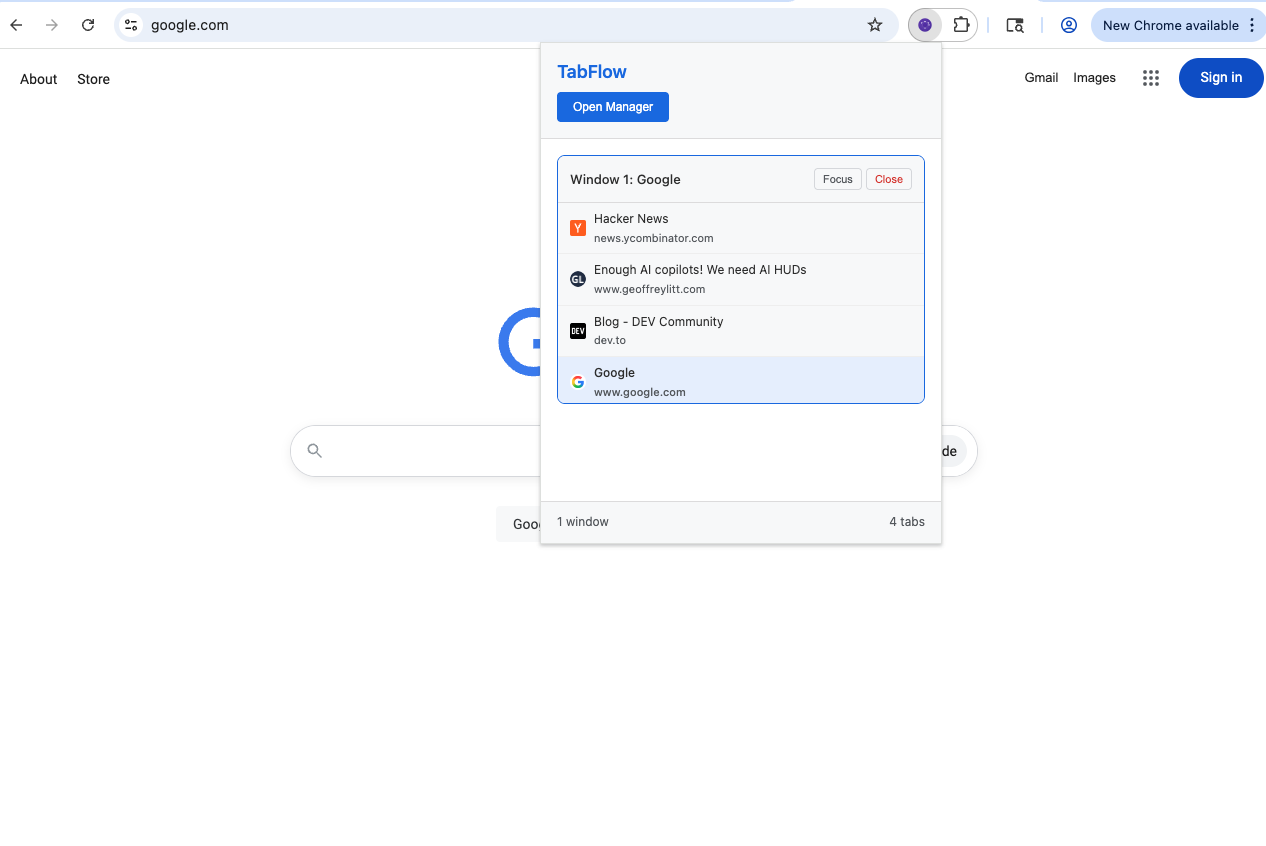 google.com
New Chrome available
About
Store
Gmail
Images
Sign in
TabFlow
Open Manager
Window 1: Google
Focus
Close
Y
Hacker News
news.ycombinator.com
GL
Enough AI copilots! We need AI HUDs
www.geoffreylitt.com
DEV
Blog - DEV Community
dev.to
Google
www.google.com
de
Goog
1 window
4 tabs